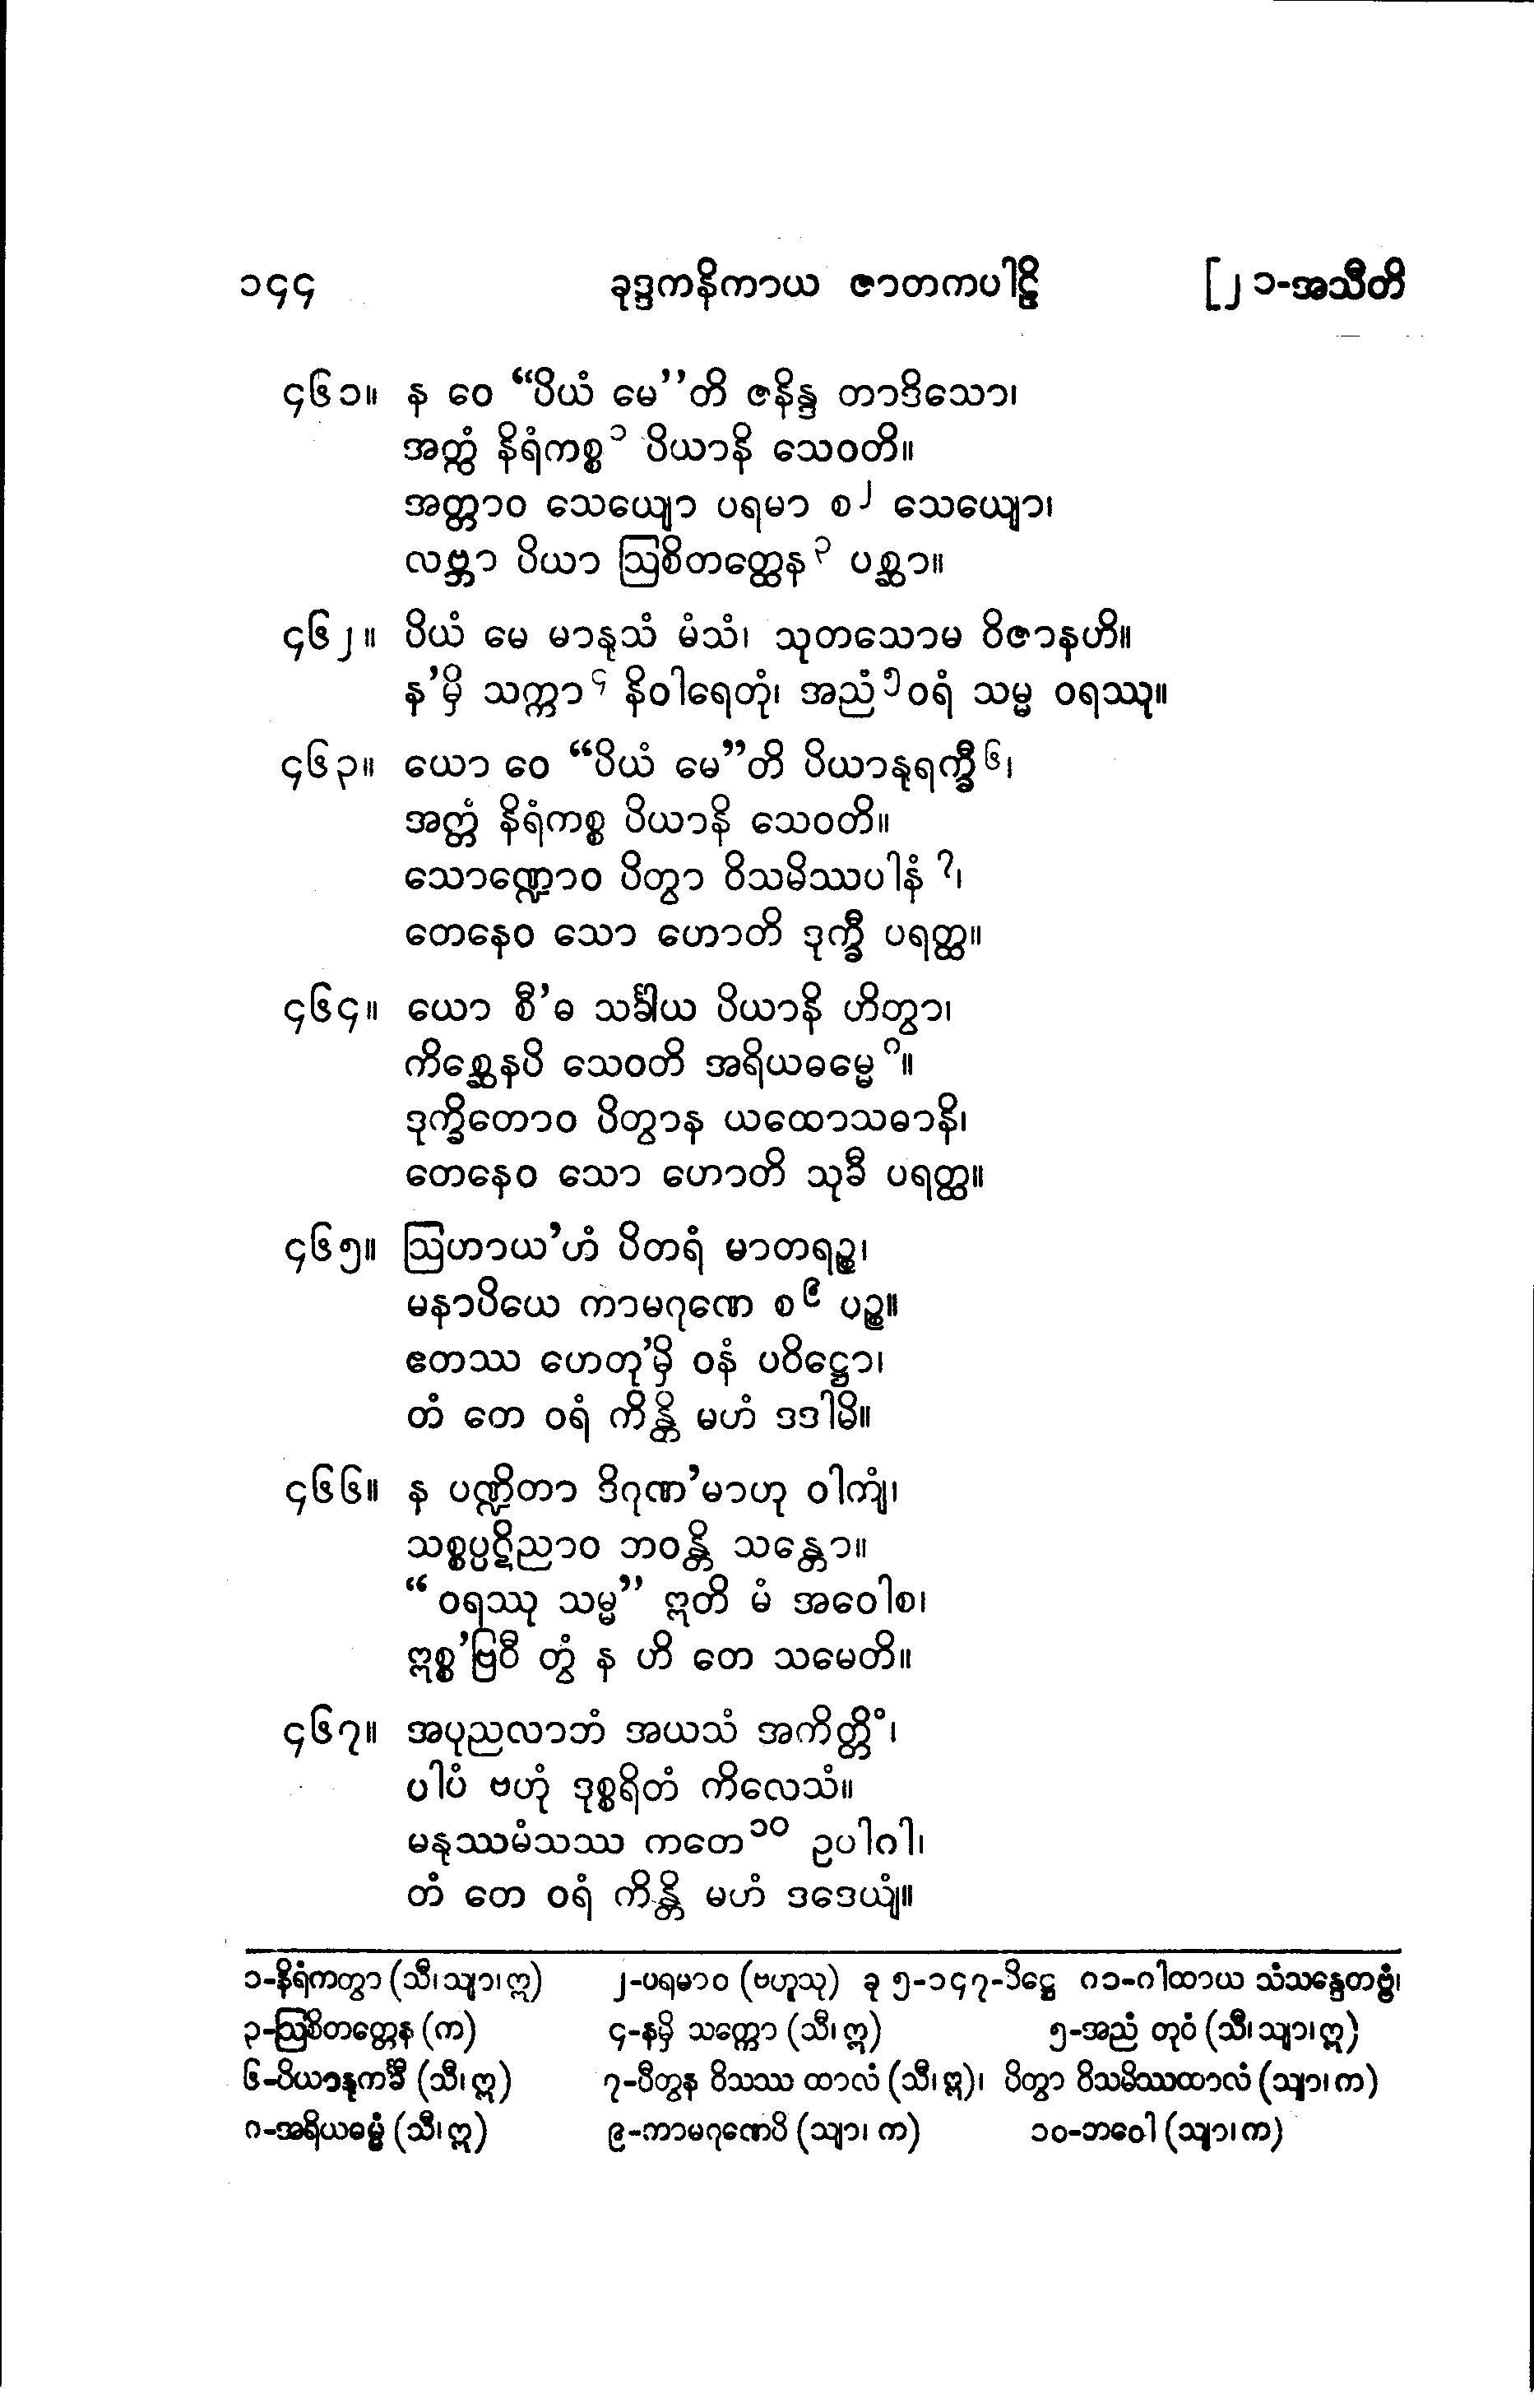 ၁၄၄ ခုဒ္ဒကနိကာယ ဇာတကပါဠိ [၂၁-အသီတိ
၄၆၁။ န ဝေ “ပိယံ မေ”တိ ဇနိန္ဒ တာဒိသော၊
အတ္တံ နိရံကစ္စ၁ ပိယာနိ သေဝတိ။
အတ္တာဝ သေယျော ပရမာ စ၂ သေယျော၊
လဗ္ဘာ ပိယာ ဩစိတတ္ထေန၃ ပစ္ဆာ။
၄၆၂။ ပိယံ မေ မာနုသံ မံသံ၊ သုတသောမ ဝိဇာနဟိ။
န’မှိ သက္ကာ၄ နိဝါရေတုံ၊ အညံ၅ဝရံ သမ္မ ဝရဿု။
၄၆၃။ ယော ဝေ “ပိယံ မေ”တိ ပိယာနုရက္ခီ၆၊
အတ္တံ နိရံကစ္စ ပိယာနိ သေဝတိ။
သောဏ္ဍောဝ ပိတွာ ဝိသမိဿပါနံ၇၊
တေနေဝ သော ဟောတိ ဒုက္ခီ ပရတ္ထ။
၄၆၄။ ယော စီ’ဓ သင်္ခါယ ပိယာနိ ဟိတွာ၊
ကိစ္ဆေနပိ သေဝတိ အရိယဓမ္မေ၈။
ဒုက္ခိတောဝ ပိတွာန ယထောသဓာနိ၊
တေနေဝ သော ဟောတိ သုခီ ပရတ္ထ။
၄၆၅။ ဩဟာယ’ဟံ ပိတရံ မာတရဉ္စ၊
မနာပိယေ ကာမဂုဏေ စ၉ ပဉ္စ။
ဧတဿ ဟေတု’မှိ ဝနံ ပဝိဋ္ဌော၊
တံ တေ ဝရံ ကိန္တိ မဟံ ဒဒါမိ။
၄၆၆။ န ပဏ္ဍိတာ ဒိဂုဏ’မာဟု ဝါကျံ၊
သစ္စပ္ပဋိညာဝ ဘဝန္တိ သန္တော။
“ဝရဿု သမ္မ” ဣတိ မံ အဝေါစ၊
ဣစ္စ’ဗြဝီ တွံ န ဟိ တေ သမေတိ။
၄၆၇။ အပုညလာဘံ အယသံ အကိတ္တိံ၊
ပါပံ ဗဟုံ ဒုစ္စရိတံ ကိလေသံ။
မနုဿမံသဿ ကတေ၁၀ ဥပါဂါ၊
တံ တေ ဝရံ ကိန္တိ မဟံ ဒဒေယျံ။
၁-နိရံကတွာ (သီ၊သျာ၊ဣ) ၂-ပရမာဝ (ဗဟူသု) ခု ၅-၁၄၇-ပိဋ္ဌေ ၈၁-ဂါထာယ သံသန္ဒေတဗ္ဗံ၊
၃-ဩစိတတ္တေန (က) ၄-နမှိ သက္ကော (သီ၊ဣ) ၅-အညံ တုဝံ (သီ၊သျာ၊ဣ)
၆-ပိယာနုကင်္ခီ (သီ၊ဣ) ၇-ပီတွန ဝိသဿ ထာလံ (သီ၊ဣ)၊ ပိတွာ ဝိသမိဿထာလံ (သျာ၊က)
၈-အရိယဓမ္မံ (သီ၊ဣ) ၉-ကာမဂုဏေပိ (သျာ၊ က) ၁၀-ဘဝေါ (သျာ၊က)